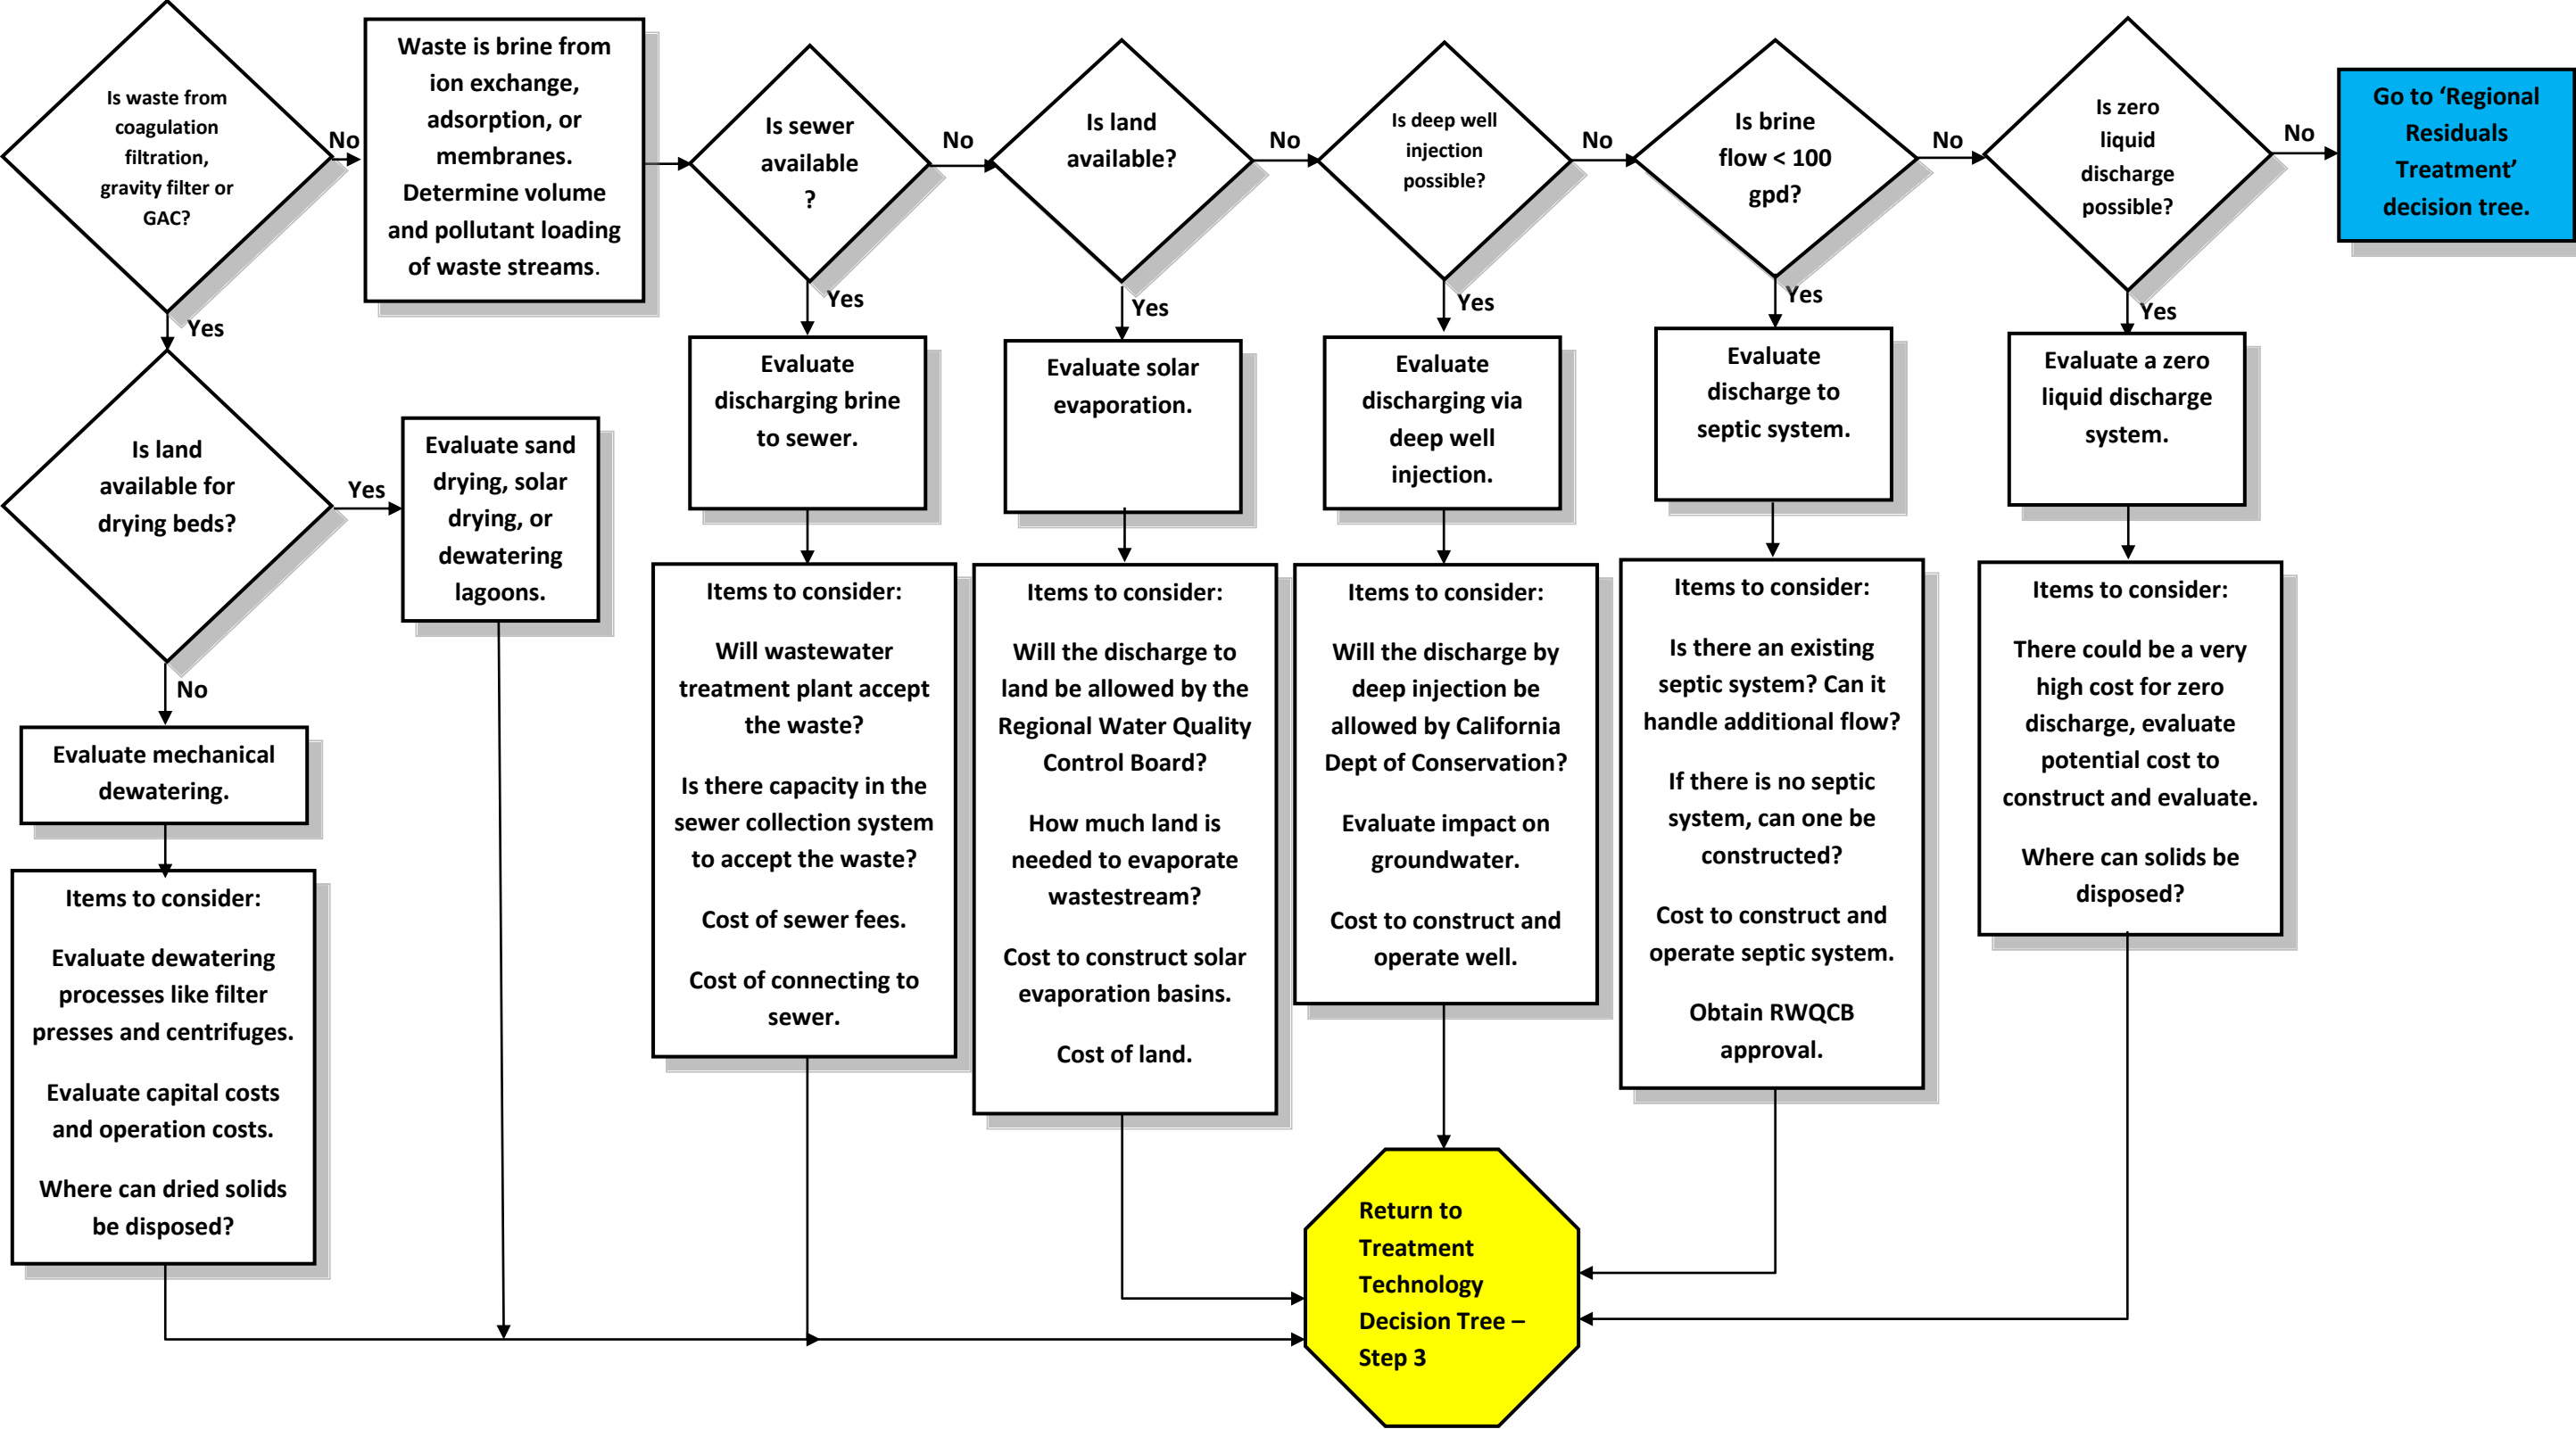 Is waste from
coagulation
filtration,
gravity filter or
GAC?
No
Waste is brine from
ion exchange,
adsorption, or
membranes.
Determine volume
and pollutant loading
of waste streams.
Is sewer
available
?
No
Is land
available?
No
Is deep well
injection
possible?
No
Is brine
flow < 100
gpd?
No
Is zero
liquid
discharge
possible?
No
Go to ‘Regional
Residuals
Treatment’
decision tree.
Yes
Yes
Yes
Yes
Yes
Yes
Is land
available for
drying beds?
Yes
Evaluate sand
drying, solar
drying, or
dewatering
lagoons.
Evaluate
discharging brine
to sewer.
Evaluate solar
evaporation.
Evaluate
discharging via
deep well
injection.
Evaluate
discharge to
septic system.
Evaluate a zero
liquid discharge
system.
No
Evaluate mechanical
dewatering.
Items to consider:
Evaluate dewatering
processes like filter
presses and centrifuges.
Evaluate capital costs
and operation costs.
Where can dried solids
be disposed?
Items to consider:
Will wastewater
treatment plant accept
the waste?
Is there capacity in the
sewer collection system
to accept the waste?
Cost of sewer fees.
Cost of connecting to
sewer.
Items to consider:
Will the discharge to
land be allowed by the
Regional Water Quality
Control Board?
How much land is
needed to evaporate
wastestream?
Cost to construct solar
evaporation basins.
Cost of land.
Items to consider:
Will the discharge by
deep injection be
allowed by California
Dept of Conservation?
Evaluate impact on
groundwater.
Cost to construct and
operate well.
Items to consider:
Is there an existing
septic system? Can it
handle additional flow?
If there is no septic
system, can one be
constructed?
Cost to construct and
operate septic system.
Obtain RWQCB
approval.
Items to consider:
There could be a very
high cost for zero
discharge, evaluate
potential cost to
construct and evaluate.
Where can solids be
disposed?
Return to
Treatment
Technology
Decision Tree –
Step 3